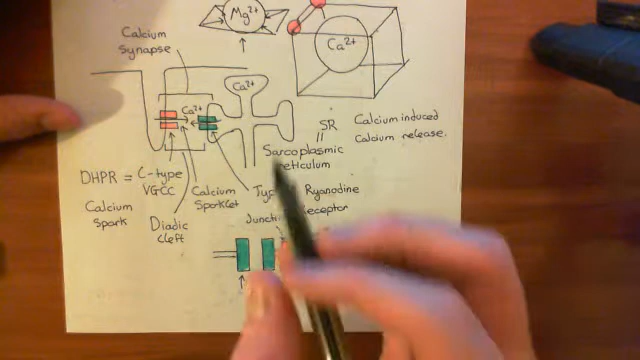 Mg²⁺
Ca²⁺
Calcium
Synapse
Ca²⁺
Ca²⁺
SR
=
Sarcoplasmic
reticulum
Calcium induced
Calcium release.
DHPR = C-type
VGCC
Calcium
Sparklet
Ryanodine
Receptor
Calcium
Spark
Diadic
cleft